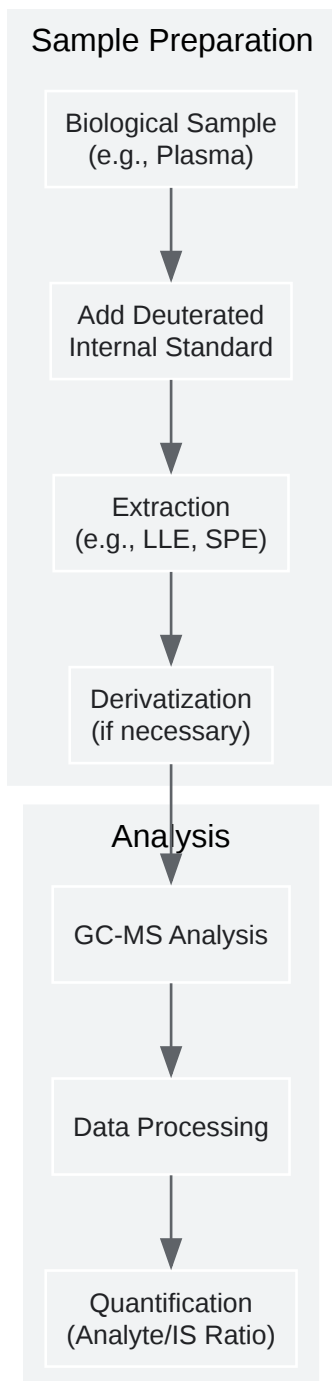 Sample Preparation
Biological Sample
(e.g., Plasma)
Add Deuterated
Internal Standard
Extraction
(e.g., LLE, SPE)
Derivatization
(if necessary)
Analysis
GC-MS Analysis
Data Processing
Quantification
(Analyte/IS Ratio)